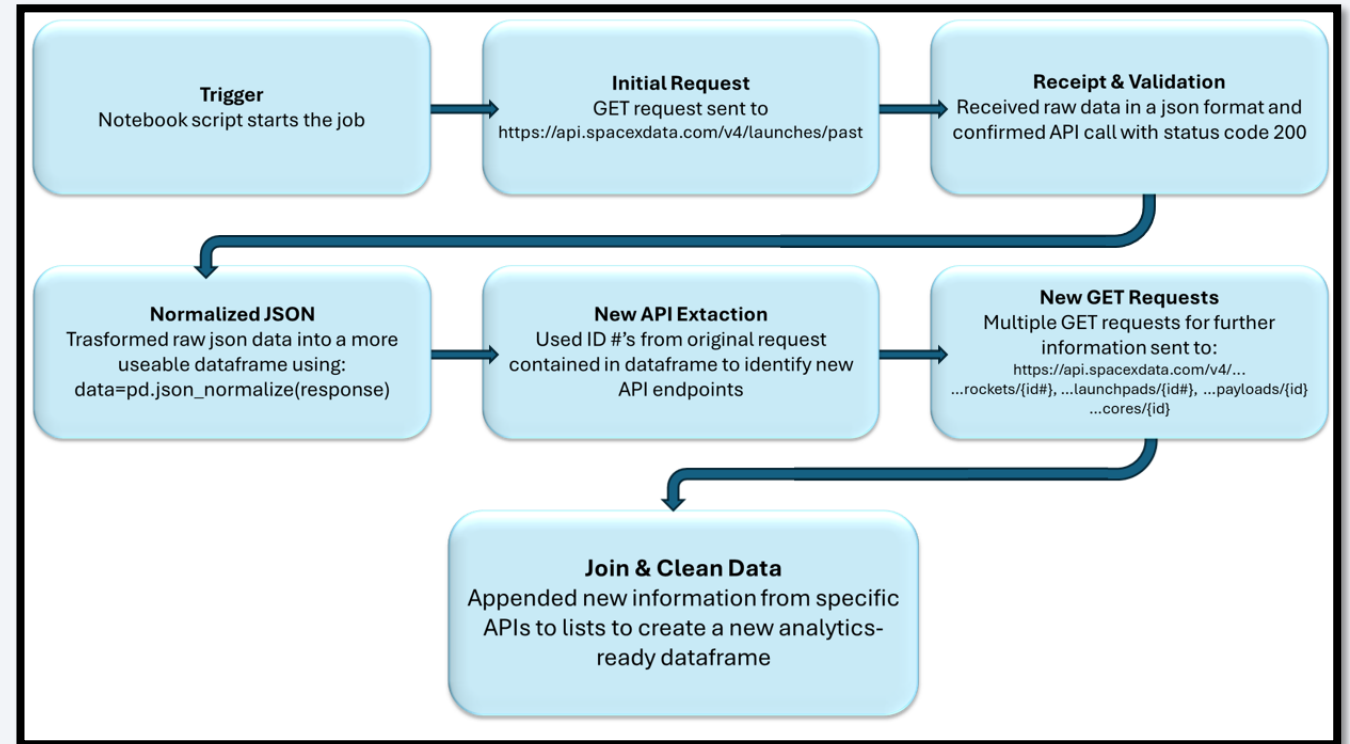 Trigger
Notebook script starts the job
Initial Request
GET request sent to
https://api.spacexdata.com/v4/launches/past
Receipt & Validation
Received raw data in a json format and
confirmed API call with status code 200
Normalized JSON
Trasformed raw json data into a more
useable dataframe using:
data=pd.json_normalize(response)
New API Extaction
Used ID #'s from original request
contained in dataframe to identify new
API endpoints
New GET Requests
Multiple GET requests for further
information sent to:
https://api.spacexdata.com/v4/...
...rockets/{id#}, ...launchpads/{id#}, ...payloads/{id}
...cores/{id}
Join & Clean Data
Appended new information from specific
APIs to lists to create a new analytics-
ready dataframe